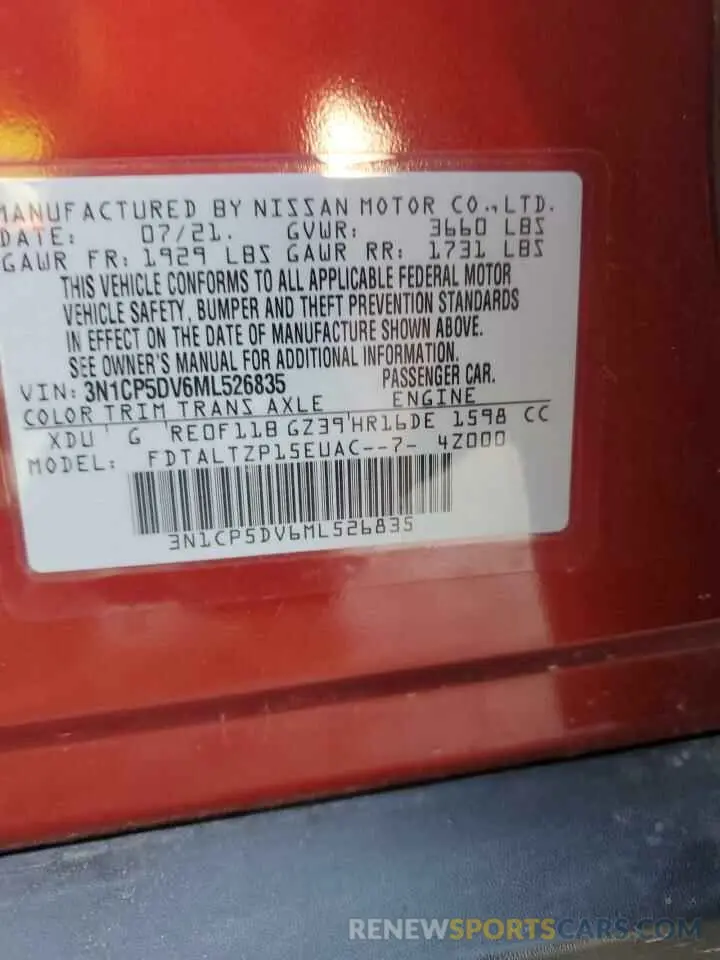 MANUFACTURED BY NISSAN MOTOR CO.,LTD.
DATE: 07/21. GVWR: 3660 LBS
GAWR FR: 1929 LBS GAWR RR: 1731 LBS
THIS VEHICLE CONFORMS TO ALL APPLICABLE FEDERAL MOTOR
VEHICLE SAFETY, BUMPER AND THEFT PREVENTION STANDARDS
IN EFFECT ON THE DATE OF MANUFACTURE SHOWN ABOVE.
SEE OWNER'S MANUAL FOR ADDITIONAL INFORMATION.
VIN: 3N1CP5DV6ML526835 PASSENGER CAR.
COLOR TRIM TRANS AXLE ENGINE
XDU G RE0F11B GZ39 HR16DE 1598 CC
MODEL: FDTALTZP15EUAC--7- 4Z000
3N1CP5DV6ML526835
RENEWSPORTSCARS.COM